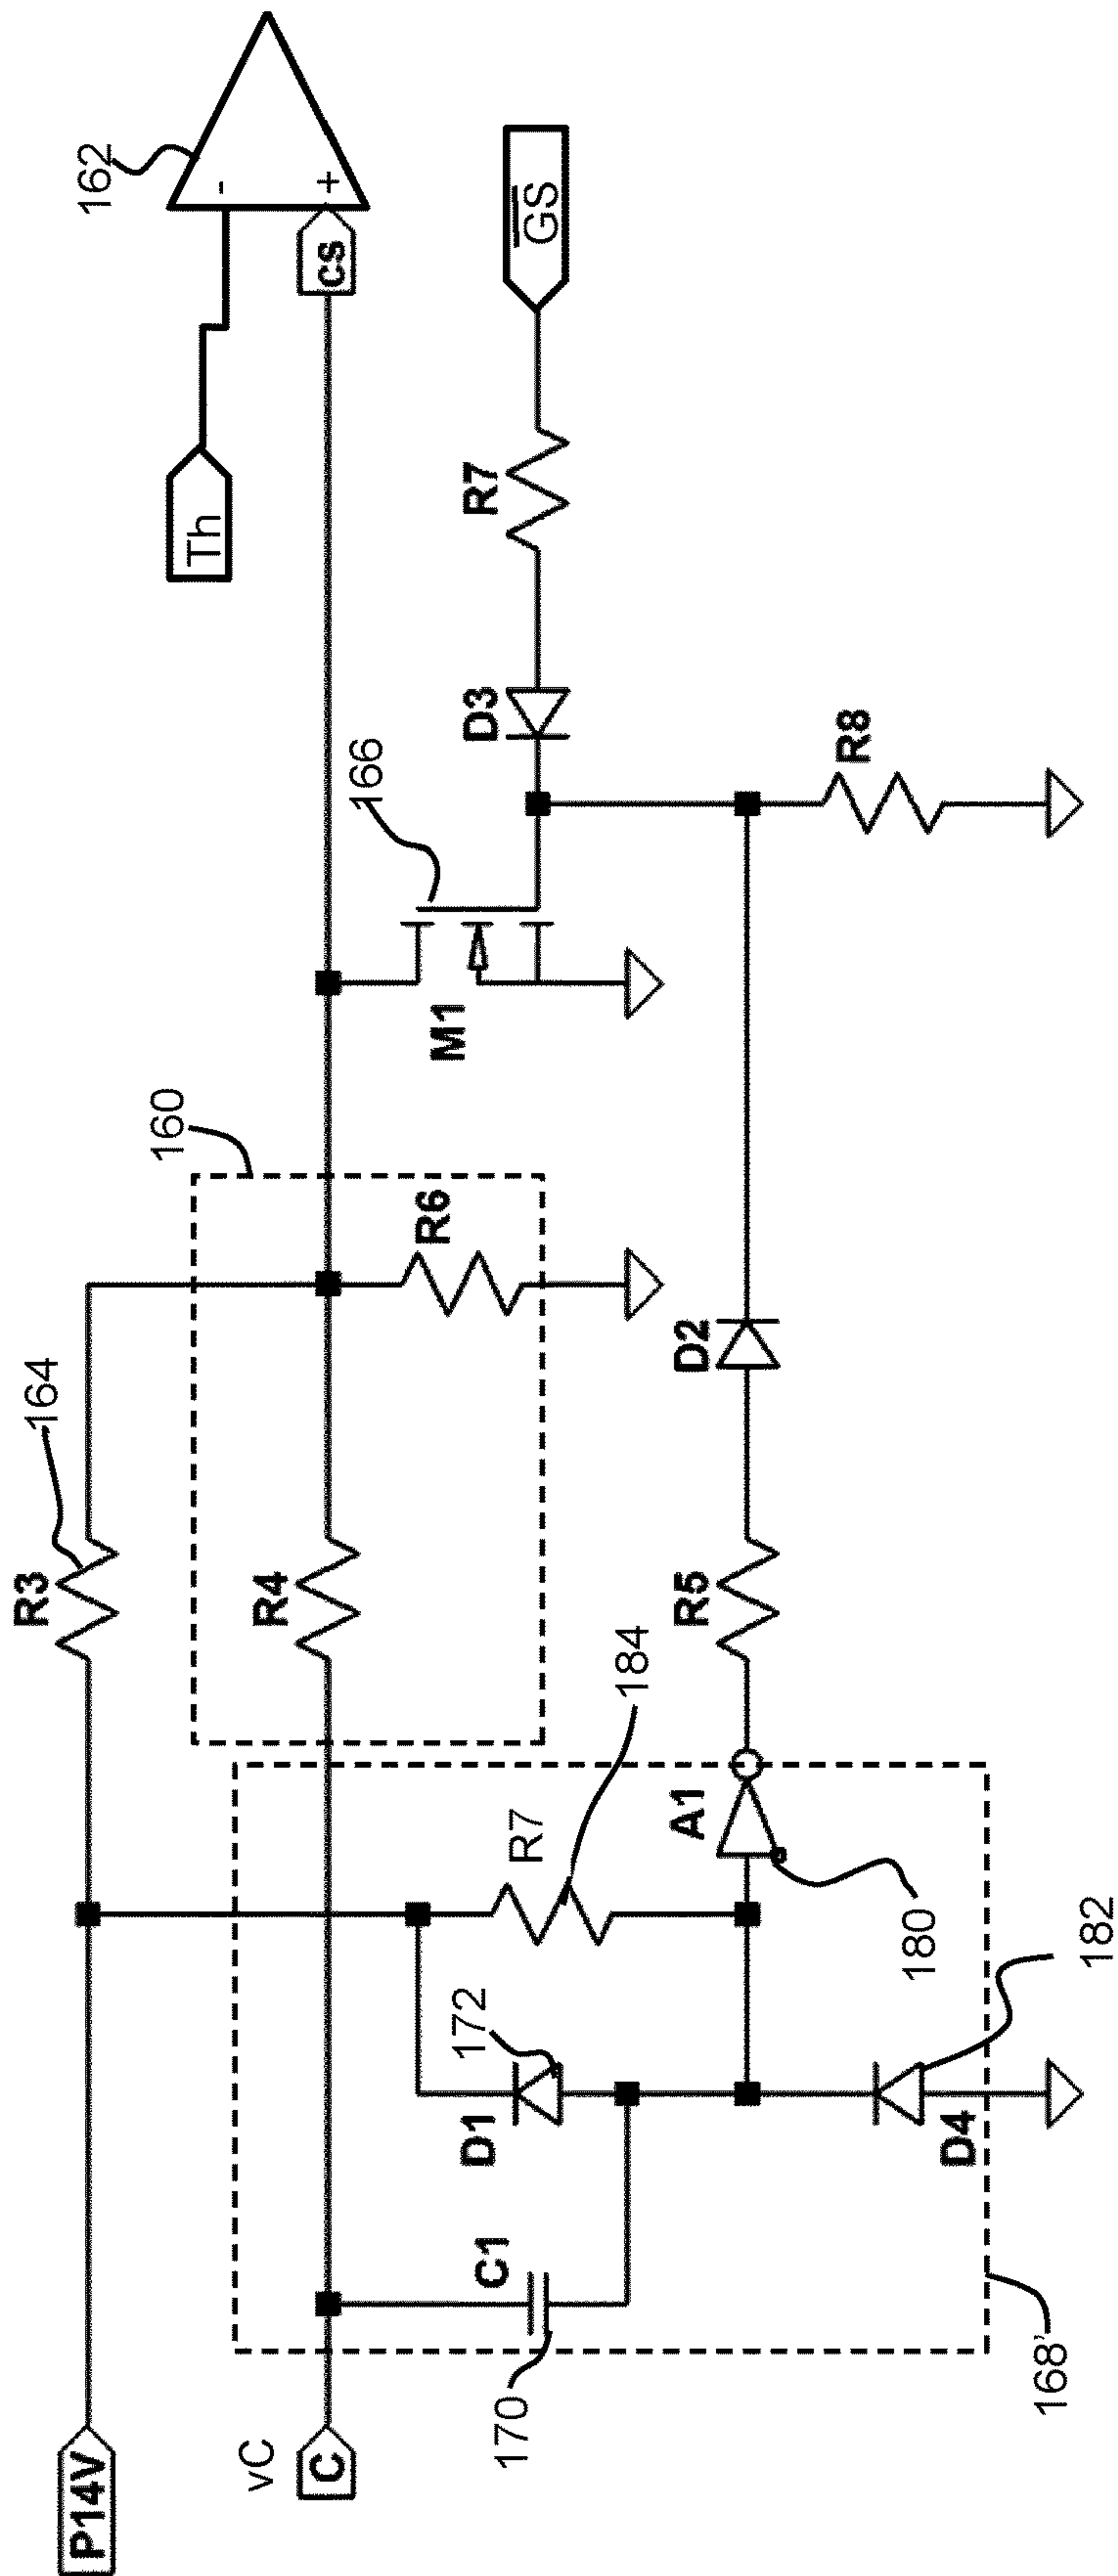 P14V
R3
164
vC
C
R4
160
R6
Th
162
-
+
CS
166
M1
D3
R7
G̅S̅
C1
170
D1
172
R7
184
A1
180
R5
D2
R8
D4
182
168'